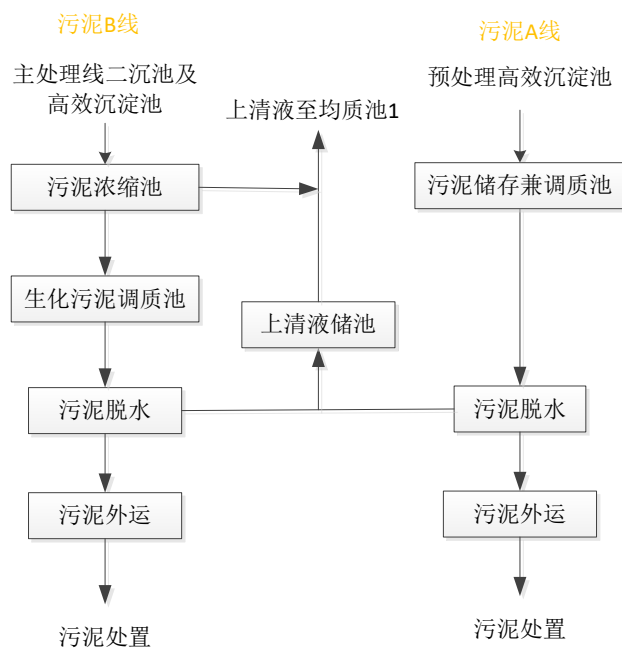 污泥B线
污泥A线
主处理线二沉池及
高效沉淀池
上清液至均质池1
预处理高效沉淀池
污泥浓缩池
污泥储存兼调质池
生化污泥调质池
上清液储池
污泥脱水
污泥脱水
污泥外运
污泥外运
污泥处置
污泥处置